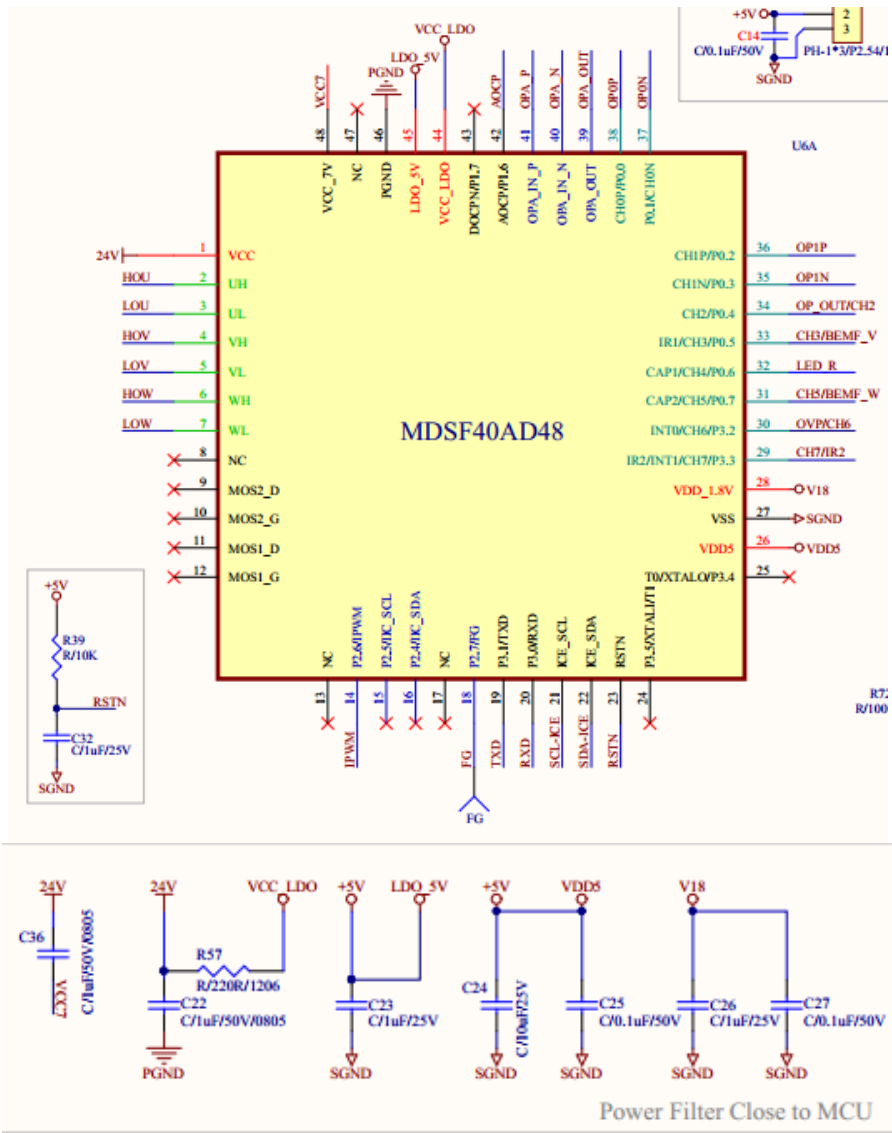 +5V
2
3
C14
C/0.1uF/50V
PH-1*3/P2.54/1
SGND
VCC_LDO
LDO_5V
PGND
VCC7
AOCP
OPA_P
OPA_N
OPA_OUT
OP0P
OP0N
48
47
46
45
44
43
42
41
40
39
38
37
U6A
VCC_7V
NC
PGND
LDO_5V
VCC_LDO
DOCPN/P1.7
AOCP/P1.6
OPA_IN_P
OPA_IN_N
OPA_OUT
CH0P/P0.0
P0.1/CH0N
24V 1 VCC
HOU 2 UH
LOU 3 UL
HOV 4 VH
LOV 5 VL
HOW 6 WH
LOW 7 WL
8 NC
9 MOS2_D
10 MOS2_G
11 MOS1_D
12 MOS1_G
MDSF40AD48
CH1P/P0.2 36 OP1P
CH1N/P0.3 35 OP1N
CH2/P0.4 34 OP_OUT/CH2
IR1/CH3/P0.5 33 CH3/BEMF_V
CAP1/CH4/P0.6 32 LED_R
CAP2/CH5/P0.7 31 CH5/BEMF_W
INT0/CH6/P3.2 30 OVP/CH6
IR2/INT1/CH7/P3.3 29 CH7/IR2
VDD_1.8V 28 V18
VSS 27 SGND
VDD5 26 VDD5
T0/XTALO/P3.4 25
NC
P2.6/IPWM
P2.5/IIC_SCL
P2.4/IIC_SDA
NC
P2.7/FG
P3.1/TXD
P3.0/RXD
ICE_SCL
ICE_SDA
RSTN
P3.5/XTALI/T1
13
14
15
16
17
18
19
20
21
22
23
24
IPWM
FG
TXD
RXD
SCL-ICE
SDA-ICE
RSTN
FG
+5V
R39
R/10K
RSTN
C32
C/1uF/25V
SGND
R72
R/100
24V
C36
C/1uF/50V/0805
VCC7
24V
VCC_LDO
R57
R/220R/1206
C22
C/1uF/50V/0805
PGND
+5V
LDO_5V
C23
C/1uF/25V
SGND
+5V
VDD5
C24
C/10uF/25V
C25
C/0.1uF/50V
SGND
SGND
V18
C26
C/1uF/25V
C27
C/0.1uF/50V
SGND
SGND
Power Filter Close to MCU